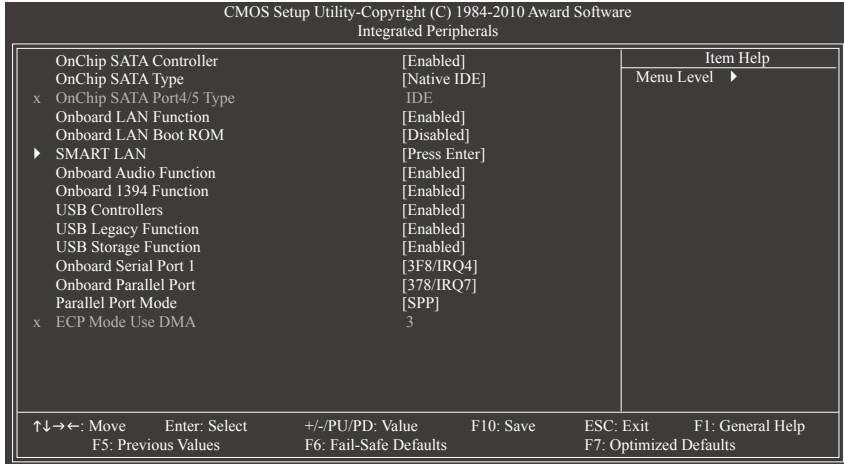 CMOS Setup Utility-Copyright (C) 1984-2010 Award Software
Integrated Peripherals
OnChip SATA Controller [Enabled] Item Help
OnChip SATA Type [Native IDE] Menu Level ▶
x OnChip SATA Port4/5 Type IDE
Onboard LAN Function [Enabled]
Onboard LAN Boot ROM [Disabled]
▶ SMART LAN [Press Enter]
Onboard Audio Function [Enabled]
Onboard 1394 Function [Enabled]
USB Controllers [Enabled]
USB Legacy Function [Enabled]
USB Storage Function [Enabled]
Onboard Serial Port 1 [3F8/IRQ4]
Onboard Parallel Port [378/IRQ7]
Parallel Port Mode [SPP]
x ECP Mode Use DMA 3
↑↓→←: Move Enter: Select +/-/PU/PD: Value F10: Save ESC: Exit F1: General Help
F5: Previous Values F6: Fail-Safe Defaults F7: Optimized Defaults